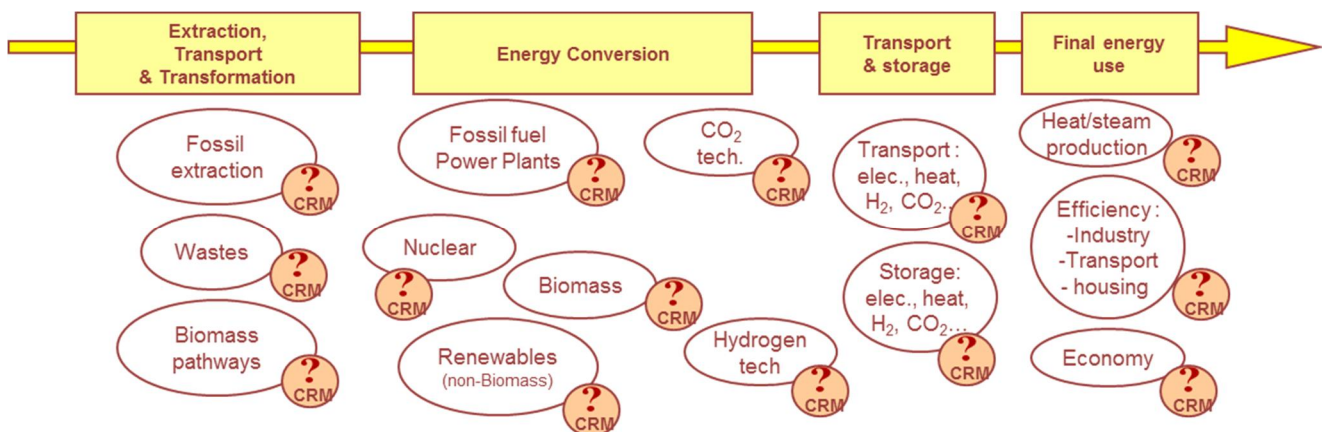 Extraction,
Transport
& Transformation
Energy Conversion
Transport
& storage
Final energy
use
Fossil
extraction
?
CRM
Wastes
?
CRM
Biomass
pathways
?
CRM
Fossil fuel
Power Plants
?
CRM
CO₂
tech.
?
CRM
Nuclear
?
CRM
Biomass
?
CRM
Renewables
(non-Biomass)
?
CRM
Hydrogen
tech
?
CRM
Transport :
elec., heat,
H₂, CO₂...
?
CRM
Storage:
elec., heat,
H₂, CO₂...
?
CRM
Heat/steam
production
?
CRM
Efficiency :
-Industry
-Transport
- housing
?
CRM
Economy
?
CRM